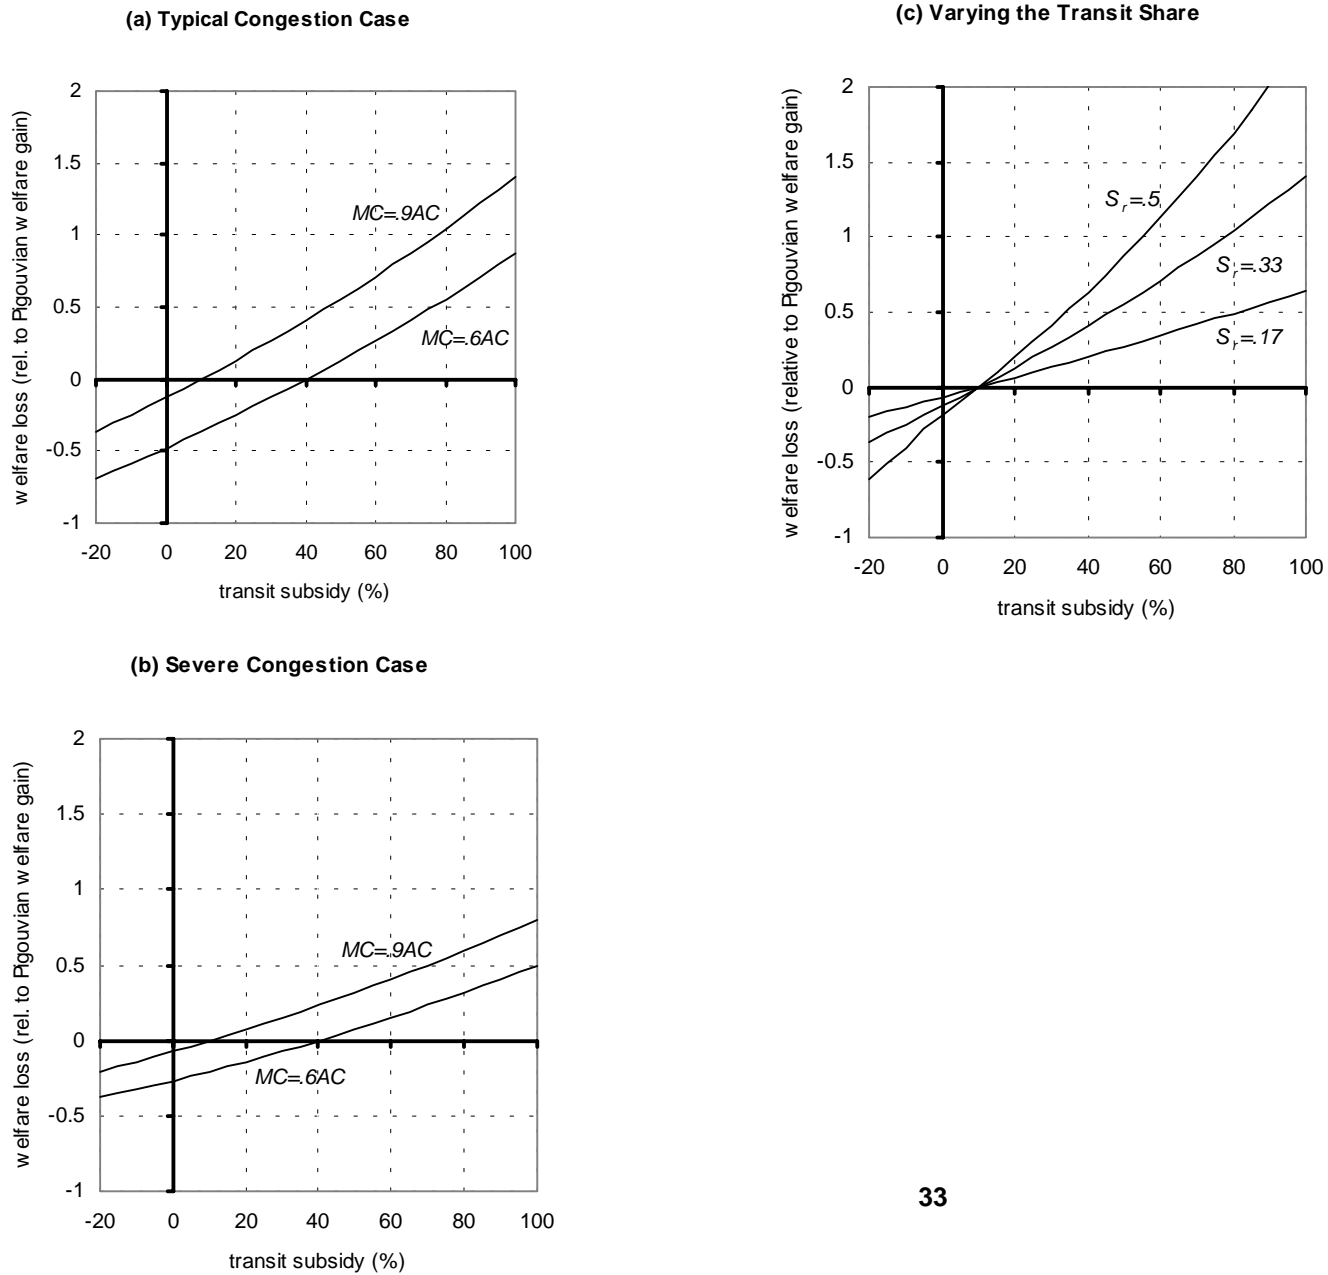 (a) Typical Congestion Case
welfare loss (rel. to Pigouvian welfare gain)
2
1.5
1
0.5
0
-0.5
-1
MC=.9AC
MC=.6AC
-20 0 20 40 60 80 100
transit subsidy (%)
(c) Varying the Transit Share
welfare loss (relative to Pigouvian welfare gain)
2
1.5
1
0.5
0
-0.5
-1
Sr=.5
Sr=.33
Sr=.17
-20 0 20 40 60 80 100
transit subsidy (%)
(b) Severe Congestion Case
welfare loss (rel. to Pigouvian welfare gain)
2
1.5
1
0.5
0
-0.5
-1
MC=.9AC
MC=.6AC
-20 0 20 40 60 80 100
transit subsidy (%)
33